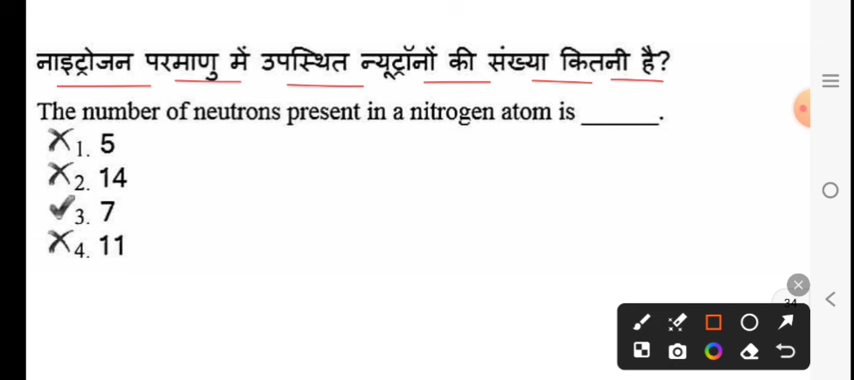 नाइट्रोजन परमाणु में उपस्थित न्यूट्रॉनों की संख्या कितनी है?
The number of neutrons present in a nitrogen atom is ______.
1. 5
2. 14
3. 7
4. 11
34